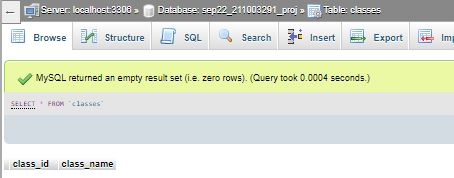 Server: localhost:3306 » Database: sep22_211003291_proj » Table: classes
Browse Structure SQL Search Insert Export Imp
MySQL returned an empty result set (i.e. zero rows). (Query took 0.0004 seconds.)
SELECT * FROM `classes`
class_id class_name